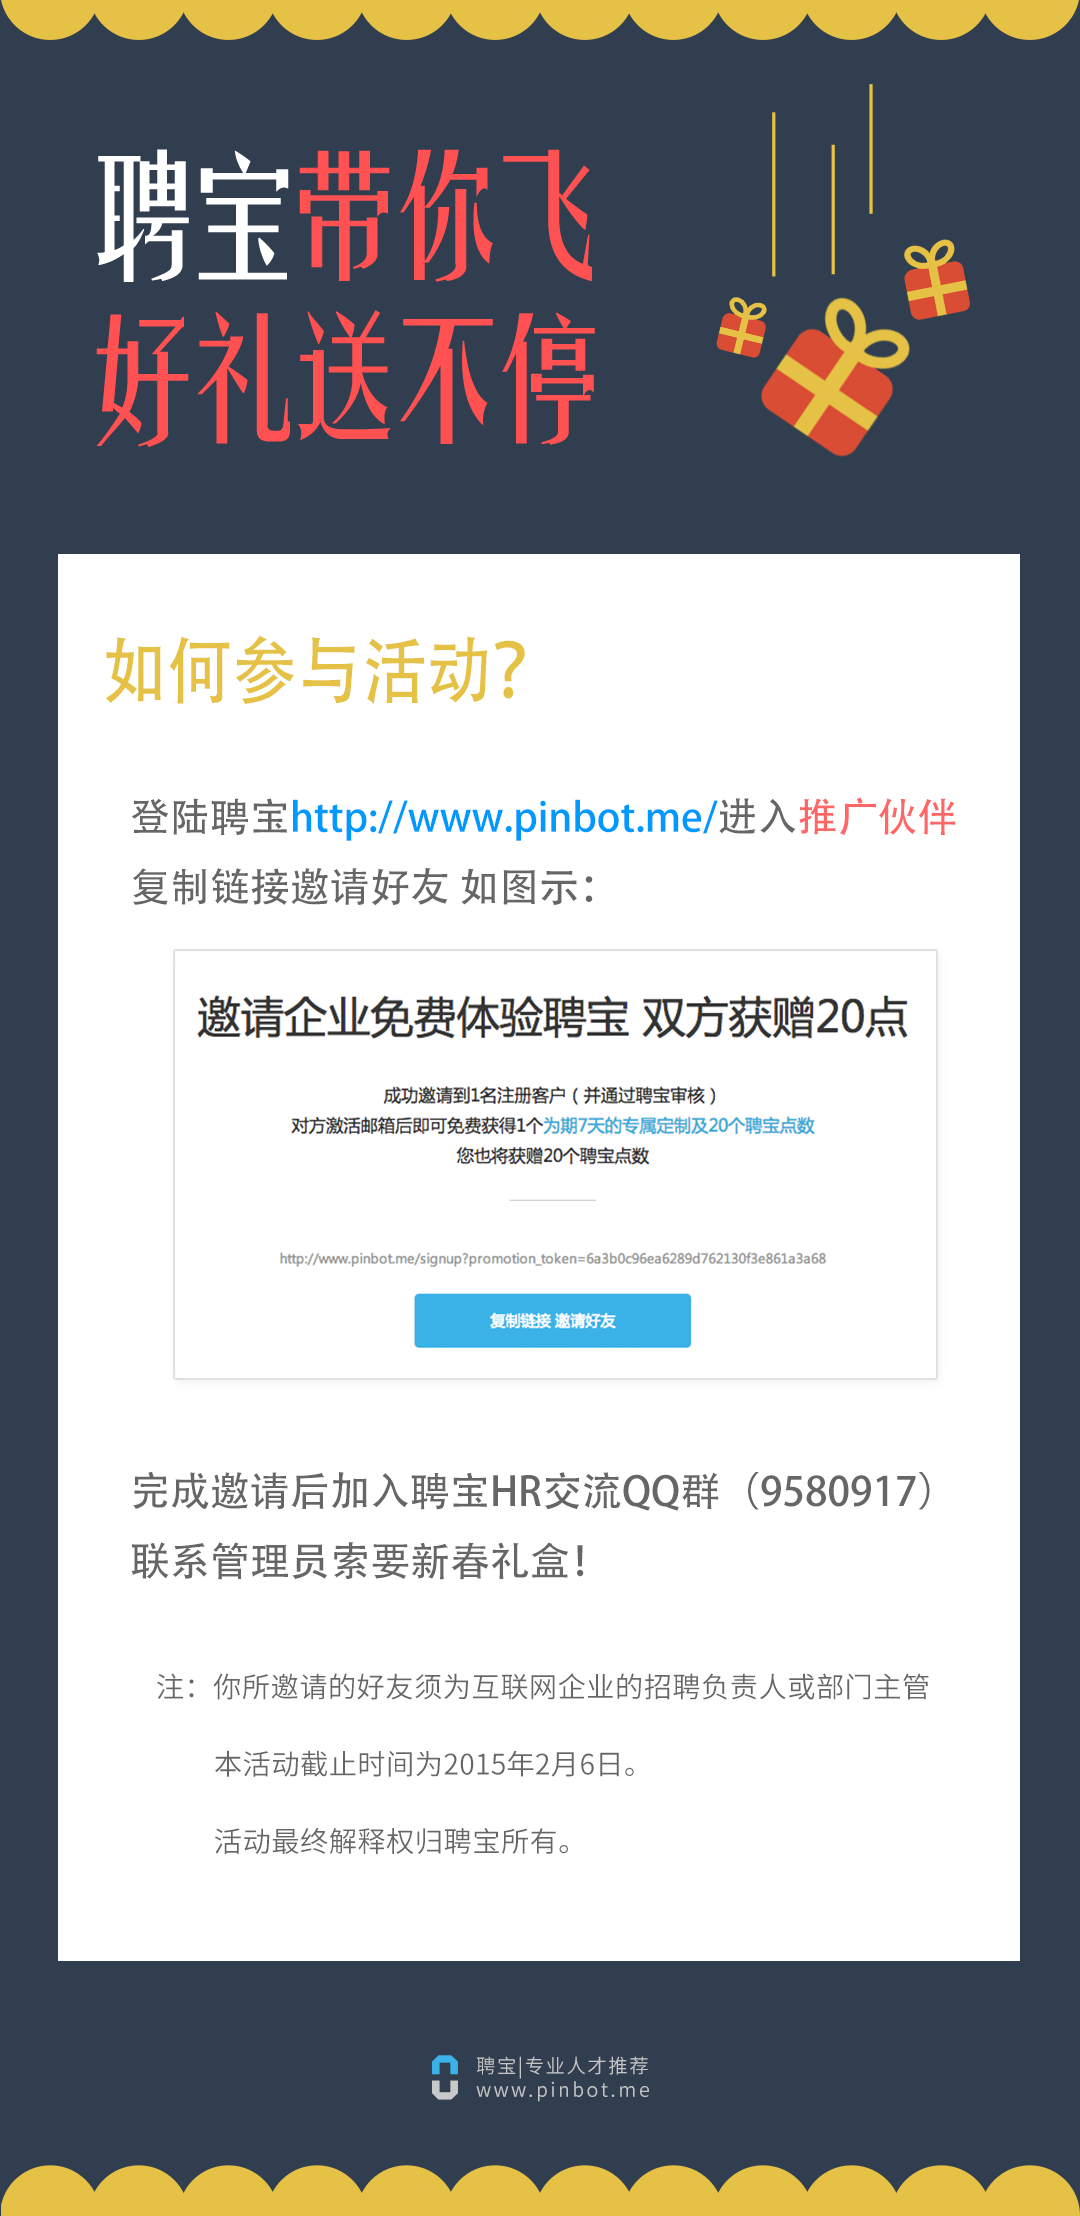 聘宝带你飞
好礼送不停
如何参与活动？
登陆聘宝http://www.pinbot.me/进入推广伙伴
复制链接邀请好友 如图示：
邀请企业免费体验聘宝 双方获赠20点
成功邀请到1名注册客户（并通过聘宝审核）
对方激活邮箱后即可免费获得1个为期7天的专属定制及20个聘宝点数
您也将获赠20个聘宝点数
http://www.pinbot.me/signup?promotion_token=6a3b0c96ea6289d762130f3e861a3a68
复制链接 邀请好友
完成邀请后加入聘宝HR交流QQ群（9580917）
联系管理员索要新春礼盒！
注：你所邀请的好友须为互联网企业的招聘负责人或部门主管
本活动截止时间为2015年2月6日。
活动最终解释权归聘宝所有。
聘宝|专业人才推荐
www.pinbot.me